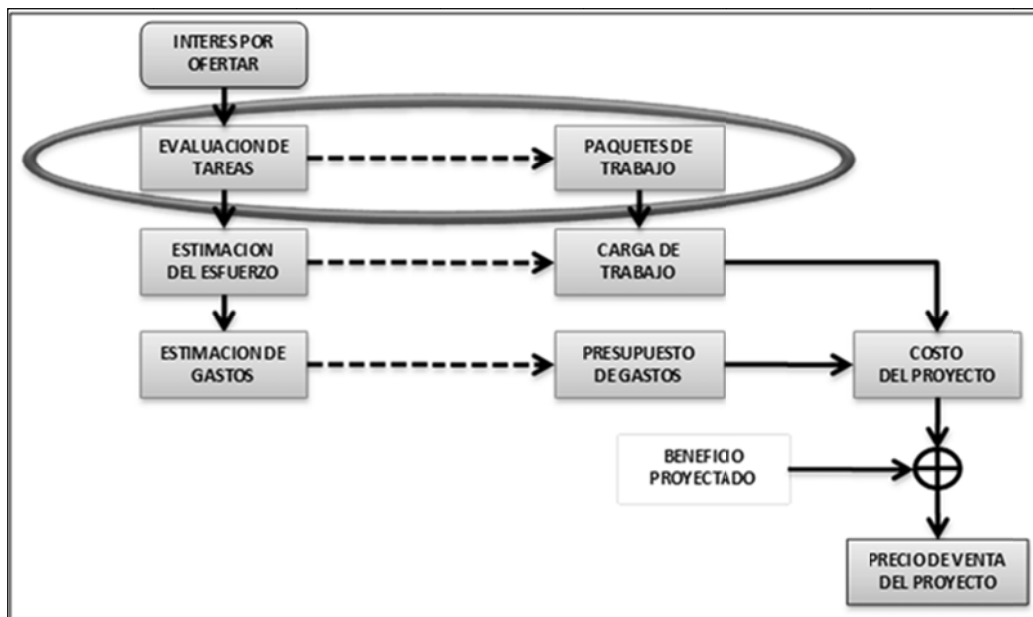 INTERES POR
OFERTAR
EVALUACION DE
TAREAS
PAQUETES DE
TRABAJO
ESTIMACION
DEL ESFUERZO
CARGA DE
TRABAJO
ESTIMACION DE
GASTOS
PRESUPUESTO
DE GASTOS
COSTO
DEL PROYECTO
BENEFICIO
PROYECTADO
PRECIO DE VENTA
DEL PROYECTO